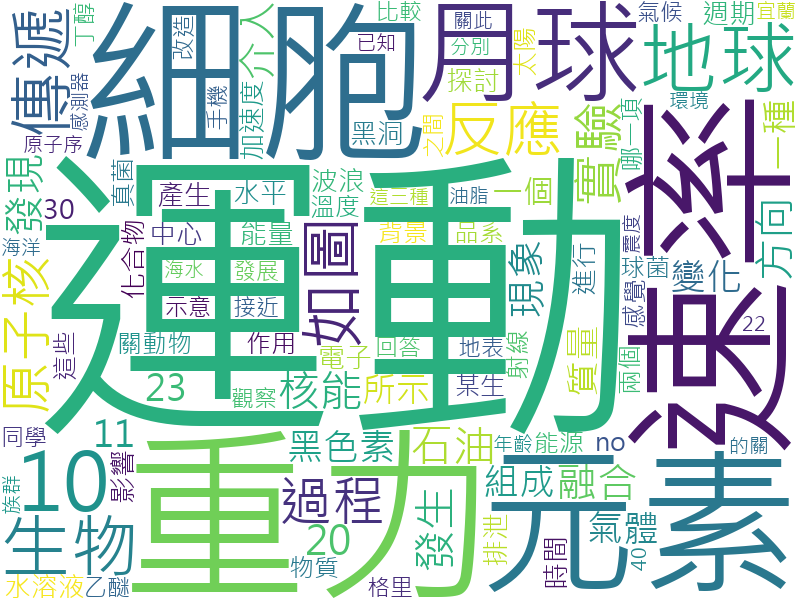 丁醇
改造
細胞
介入
比較
已知
月球
關此
分別
太陽
氣候
週期
宜蘭
地球
傳遞
感測器
原子序
手機
加速度
黑洞
探討
反應
之間
實驗
哪一項
環境
一種
速率
發現
真菌
產生
水平
波浪
溫度
這三種
油脂
一個
30
海洋
化合物
中心
能量
如圖
背景
品系
現象
進行
球菌
震度
感覺
變化
方向
原子核
這些
海水
發展
示意
接近
運動
關動物
作用
電子
回答
地表
射線
質量
兩個
22
23
觀察
核能
所示
某生
同學
11
影響
黑色素
石油
年齡
能源
no
的關
族群
10
重力
過程
20
發生
排泄
元素
組成
融合
氣體
時間
40
生物
物質
水溶液
乙醚
格里